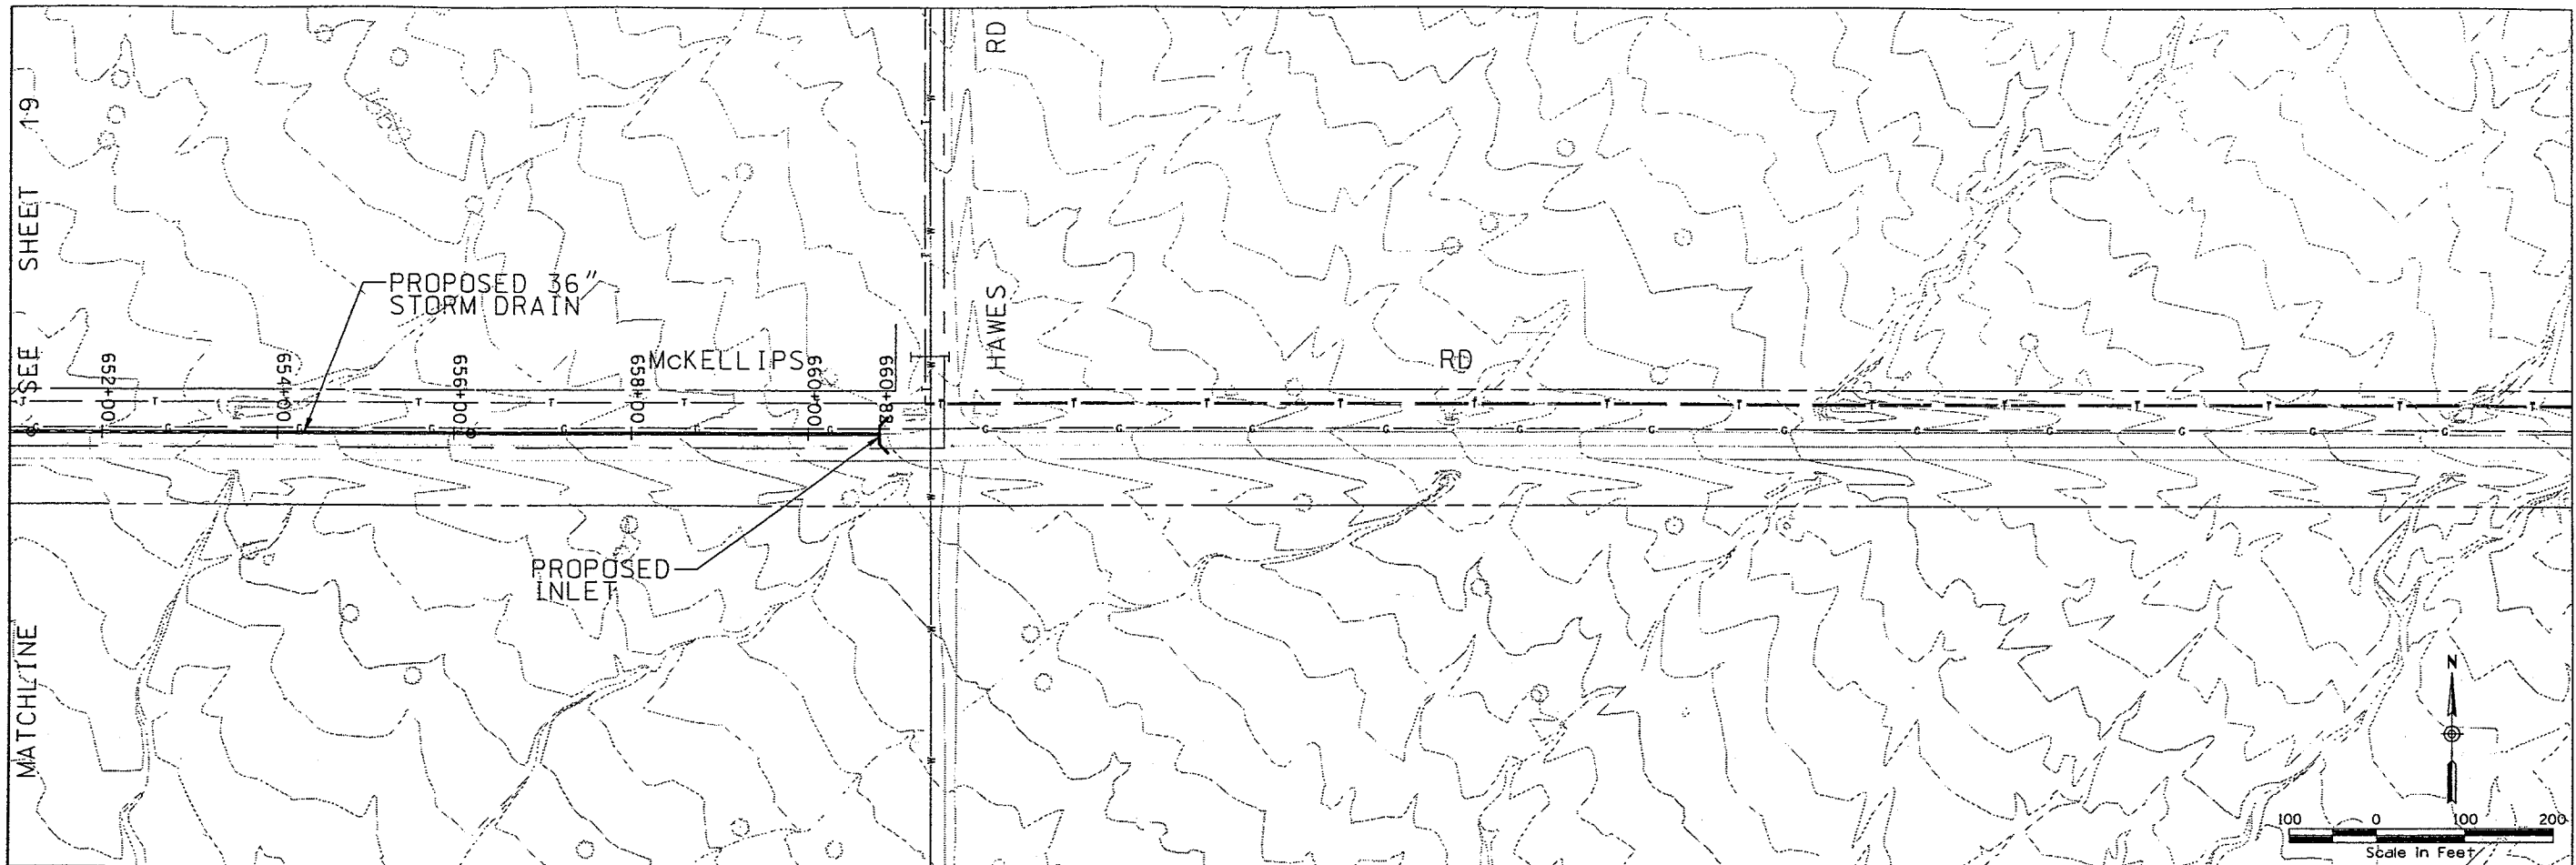 MATCHLINE SEE SHEET 19
PROPOSED 36"
STORM DRAIN
McKELLIPS RD
HAWES RD
652+00
654+00
656+00
658+00
660+00
660+82
PROPOSED
INLET
T T T T T T T T T T T T T T T T T
G G G G G G G G G G G G G G G G G G G
W W W W W W
N
100 0 100 200
Scale in Feet